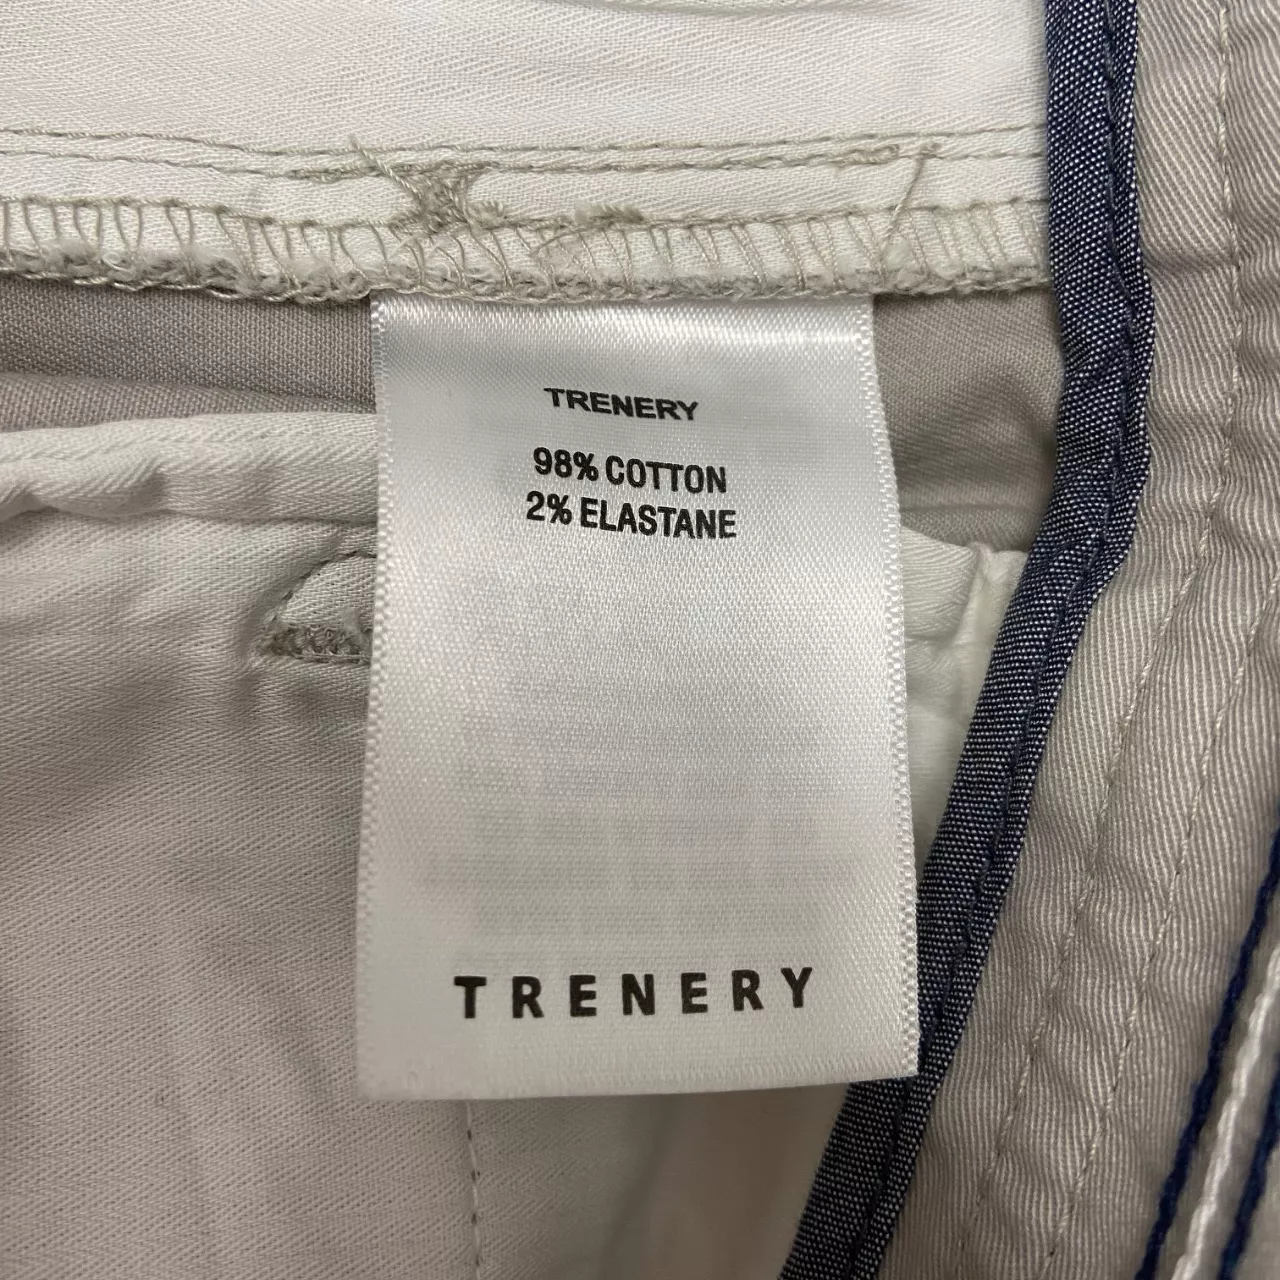 TRENERY
98% COTTON
2% ELASTANE
TRENERY